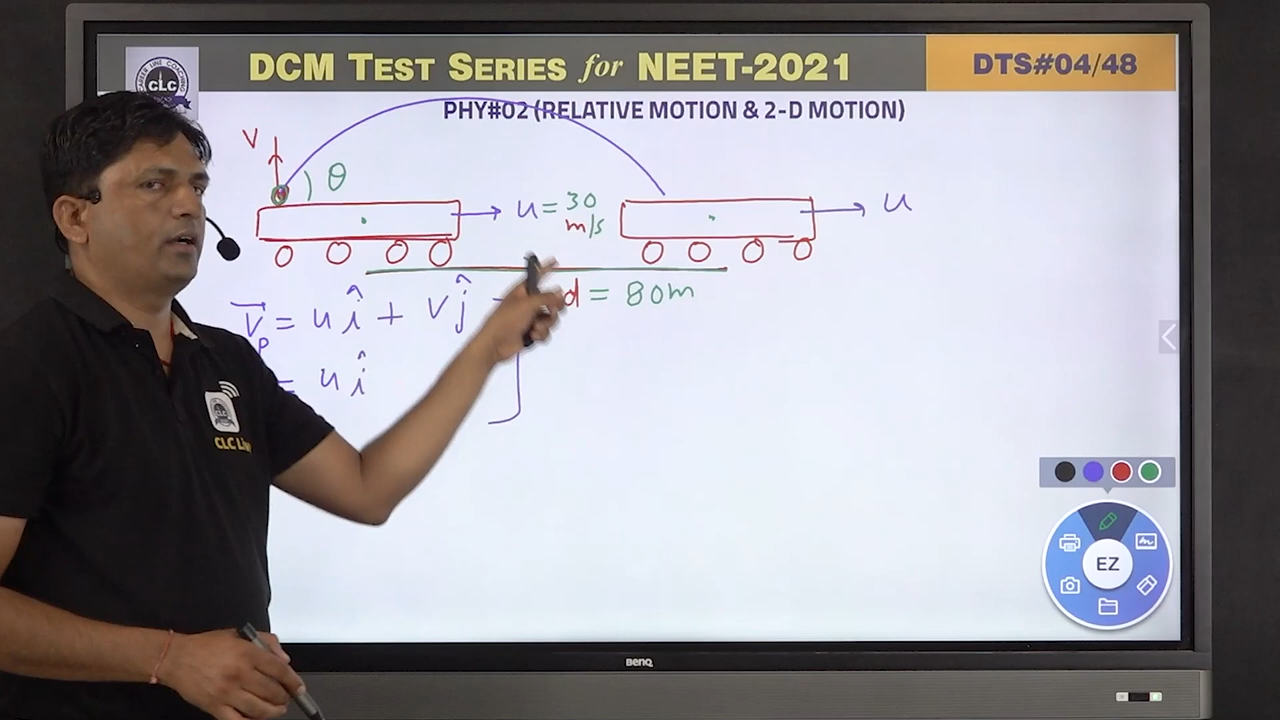 DCM TEST SERIES for NEET-2021
DTS#04/48
CLC
PHY#02 (RELATIVE MOTION & 2-D MOTION)
V
θ
u = 30 m/s
u
d = 80m
V⃗p = u î + V ĵ
= u î
CLC
EZ
BenQ